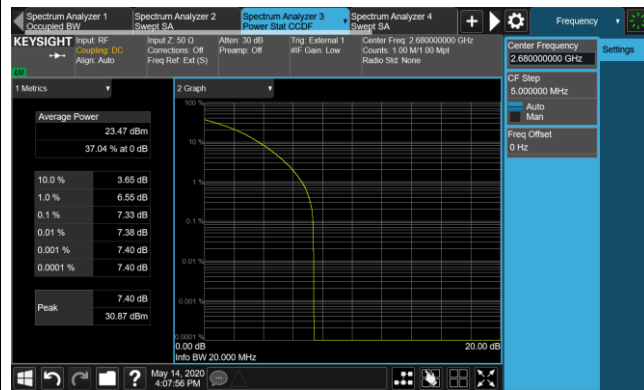 Spectrum Analyzer 1
Occupied BW
Spectrum Analyzer 2
Swept SA
Spectrum Analyzer 3
Power Stat CCDF
Spectrum Analyzer 4
Swept SA
Frequency
KEYSIGHT
Input: RF
Coupling: DC
Align: Auto
Input Z: 50 Ω
Corrections: Off
Freq Ref: Ext (S)
Atten: 30 dB
Preamp: Off
Trig: External 1
#IF Gain: Low
Center Freq: 2.680000000 GHz
Counts: 1.00 M/1.00 Mpt
Radio Std: None
Center Frequency
2.680000000 GHz
Settings
CF Step
5.000000 MHz
Auto
Man
Freq Offset
0 Hz
1 Metrics
Average Power
23.47 dBm
37.04 % at 0 dB
10.0 % 3.65 dB
1.0 % 6.55 dB
0.1 % 7.33 dB
0.01 % 7.38 dB
0.001 % 7.40 dB
0.0001 % 7.40 dB
Peak 7.40 dB
30.87 dBm
2 Graph
100 %
10 %
1 %
0.1 %
0.01 %
0.001 %
0.0001 %
0.00 dB
20.00 dB
Info BW 20.000 MHz
May 14, 2020
4:07:56 PM